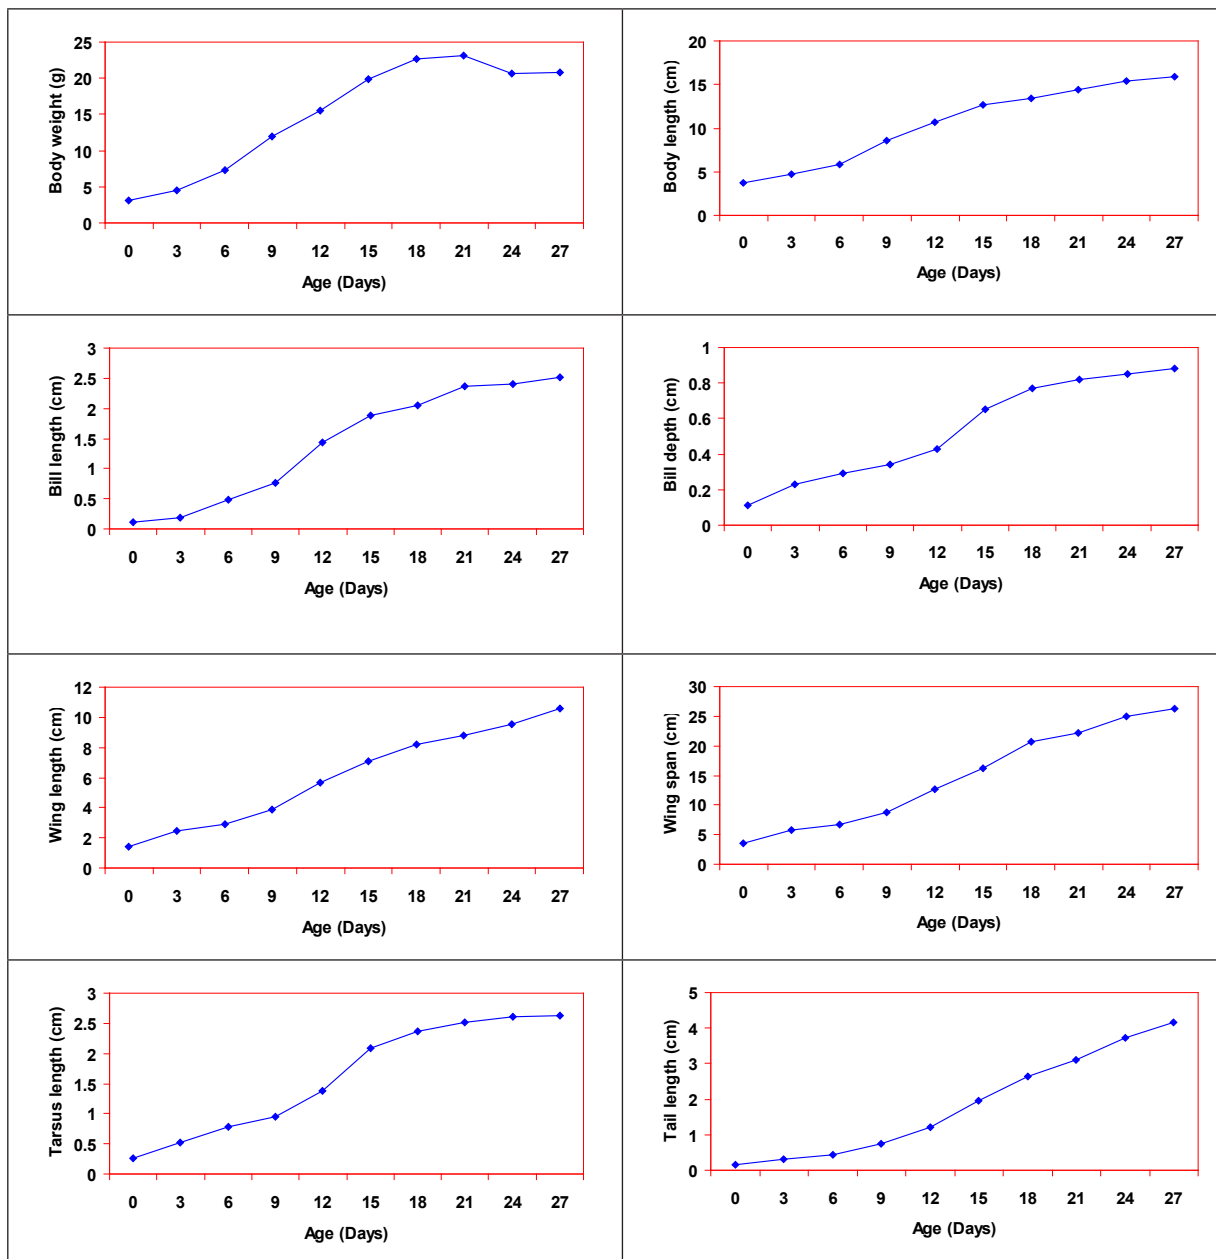 Body weight (g)
25
20
15
10
5
0
0 3 6 9 12 15 18 21 24 27
Age (Days)
Body length (cm)
20
15
10
5
0
0 3 6 9 12 15 18 21 24 27
Age (Days)
Bill length (cm)
3
2.5
2
1.5
1
0.5
0
0 3 6 9 12 15 18 21 24 27
Age (Days)
Bill depth (cm)
1
0.8
0.6
0.4
0.2
0
0 3 6 9 12 15 18 21 24 27
Age (Days)
Wing length (cm)
12
10
8
6
4
2
0
0 3 6 9 12 15 18 21 24 27
Age (Days)
Wing span (cm)
30
25
20
15
10
5
0
0 3 6 9 12 15 18 21 24 27
Age (Days)
Tarsus length (cm)
3
2.5
2
1.5
1
0.5
0
0 3 6 9 12 15 18 21 24 27
Age (Days)
Tail length (cm)
5
4
3
2
1
0
0 3 6 9 12 15 18 21 24 27
Age (Days)